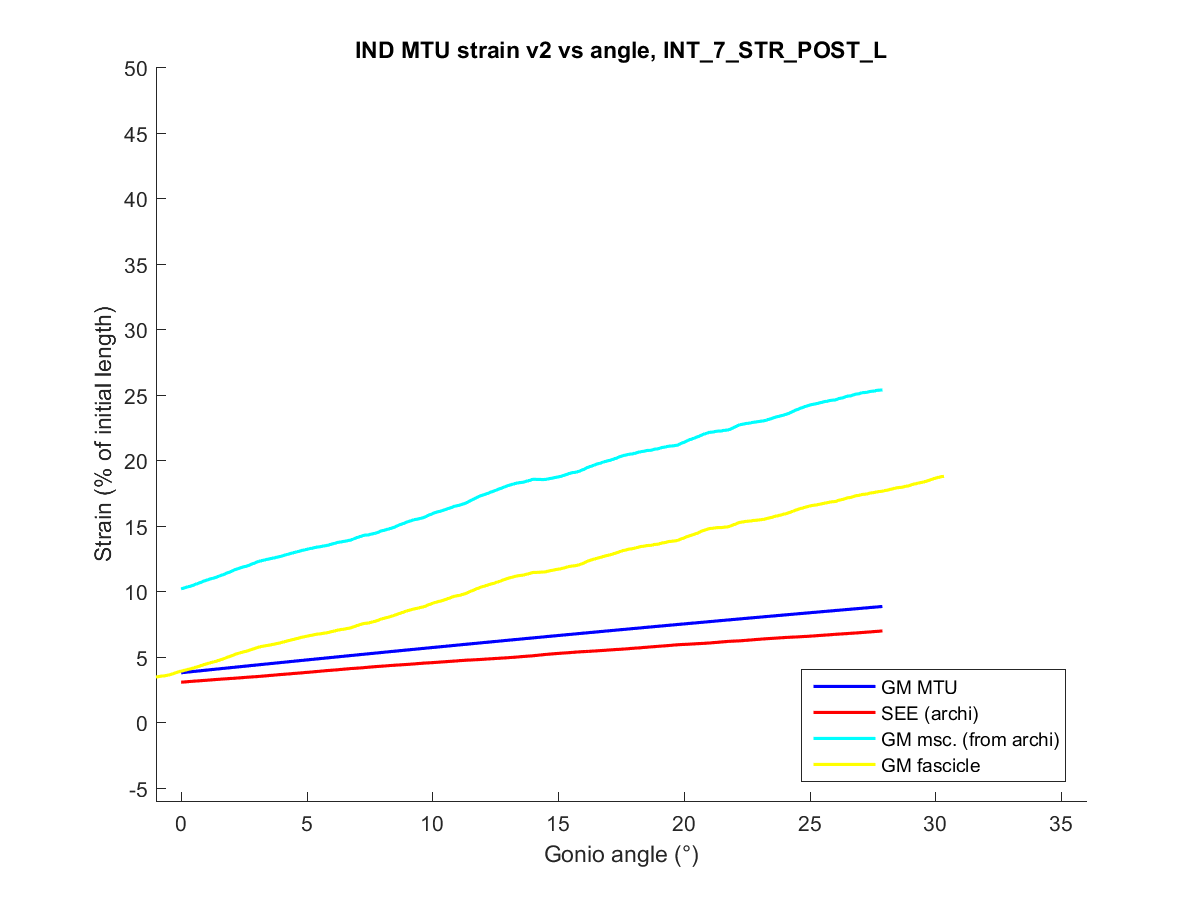 IND MTU strain v2 vs angle, INT_7_STR_POST_L
50
45
40
35
30
25
20
15
10
5
0
-5
Strain (% of initial length)
GM MTU
SEE (archi)
GM msc. (from archi)
GM fascicle
0 5 10 15 20 25 30 35
Gonio angle (°)